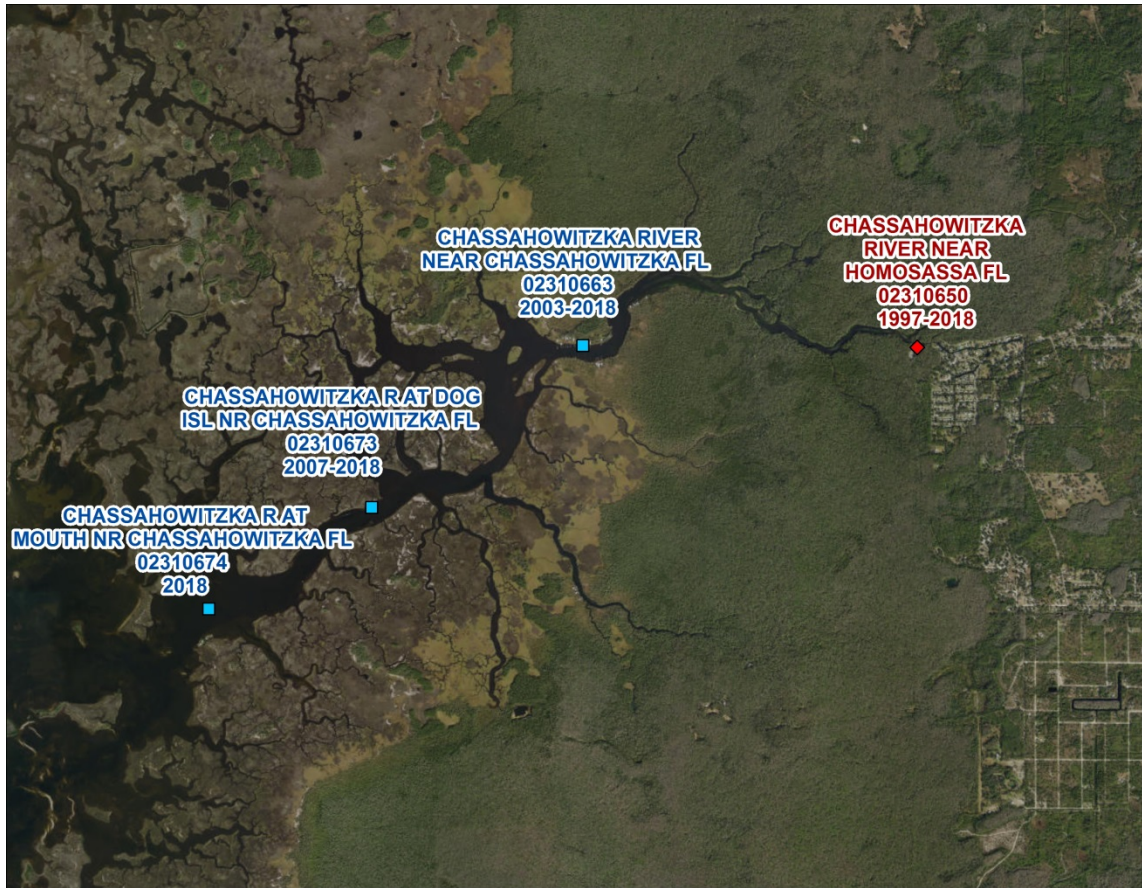 CHASSAHOWITZKA RIVER
NEAR CHASSAHOWITZKA FL
02310663
2003-2018
CHASSAHOWITZKA
RIVER NEAR
HOMOSASSA FL
02310650
1997-2018
CHASSAHOWITZKA R AT DOG
ISL NR CHASSAHOWITZKA FL
02310673
2007-2018
CHASSAHOWITZKA R AT
MOUTH NR CHASSAHOWITZKA FL
02310674
2018